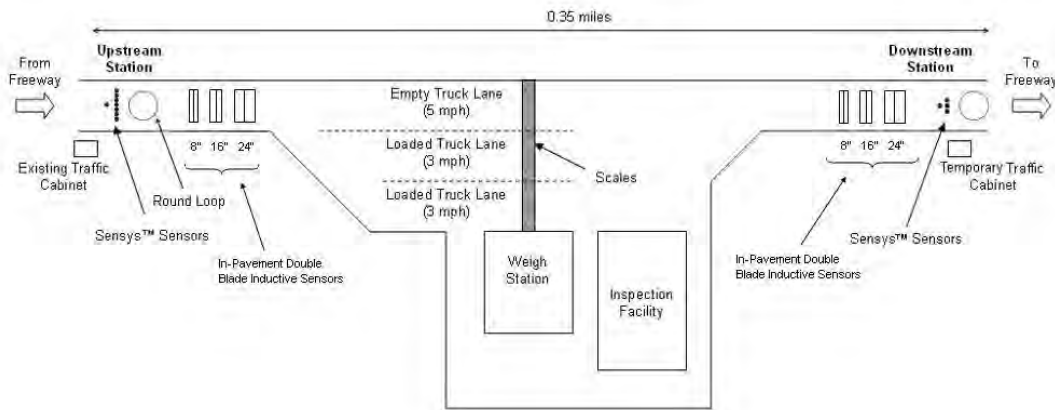 0.35 miles
From
Freeway
Upstream
Station
Downstream
Station
To
Freeway
Empty Truck Lane
(5 mph)
Loaded Truck Lane
(3 mph)
Loaded Truck Lane
(3 mph)
Scales
8" 16" 24"
8" 16" 24"
Existing Traffic
Cabinet
Round Loop
Sensys™ Sensors
In-Pavement Double
Blade Inductive Sensors
Weigh
Station
Inspection
Facility
Temporary Traffic
Cabinet
Sensys™ Sensors
In-Pavement Double
Blade Inductive Sensors